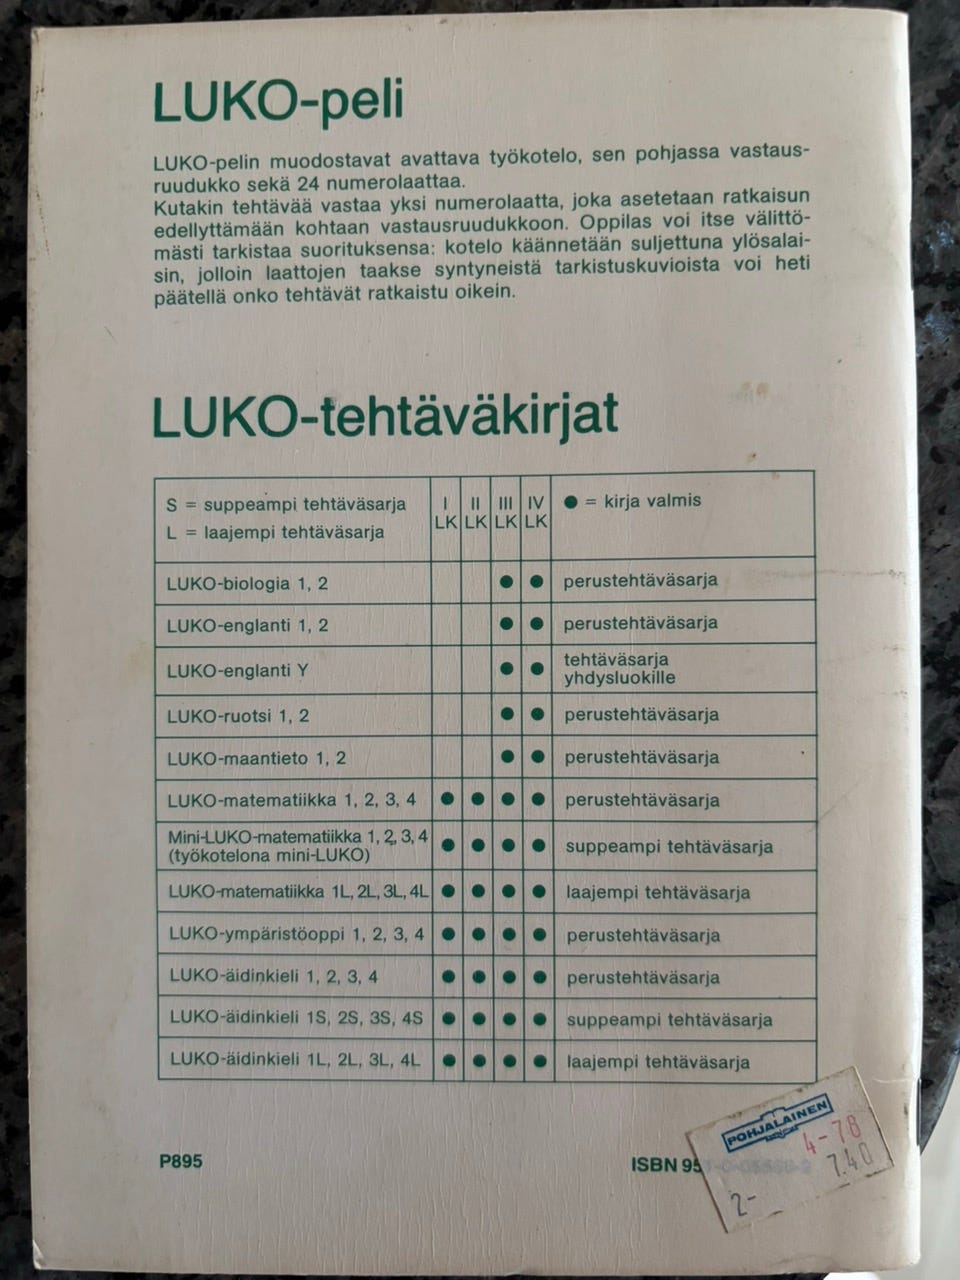 LUKO-peli
LUKO-pelin muodostavat avattava työkotelo, sen pohjassa vastaus-
ruudukko sekä 24 numerolaattaa.
Kutakin tehtävää vastaa yksi numerolaatta, joka asetetaan ratkaisun
edellyttämään kohtaan vastausruudukkoon. Oppilas voi itse välittö-
mästi tarkistaa suorituksensa: kotelo käännetään suljettuna ylösalai-
sin, jolloin laattojen taakse syntyneistä tarkistuskuvioista voi heti
päätellä onko tehtävät ratkaistu oikein.
LUKO-tehtäväkirjat
S = suppeampi tehtäväsarja I II III IV ● = kirja valmis
L = laajempi tehtäväsarja LK LK LK LK
LUKO-biologia 1, 2 ● ● perustehtäväsarja
LUKO-englanti 1, 2 ● ● perustehtäväsarja
LUKO-englanti Y ● ● tehtäväsarja
yhdysluokille
LUKO-ruotsi 1, 2 ● ● perustehtäväsarja
LUKO-maantieto 1, 2 ● ● perustehtäväsarja
LUKO-matematiikka 1, 2, 3, 4 ● ● ● ● perustehtäväsarja
Mini-LUKO-matematiikka 1, 2, 3, 4 ● ● ● ● suppeampi tehtäväsarja
(työkotelona mini-LUKO)
LUKO-matematiikka 1L, 2L, 3L, 4L ● ● ● ● laajempi tehtäväsarja
LUKO-ympäristöoppi 1, 2, 3, 4 ● ● ● ● perustehtäväsarja
LUKO-äidinkieli 1, 2, 3, 4 ● ● ● ● perustehtäväsarja
LUKO-äidinkieli 1S, 2S, 3S, 4S ● ● ● ● suppeampi tehtäväsarja
LUKO-äidinkieli 1L, 2L, 3L, 4L ● ● ● ● laajempi tehtäväsarja
POHJALAINEN
4-78
7.40
2-
P895
ISBN 95